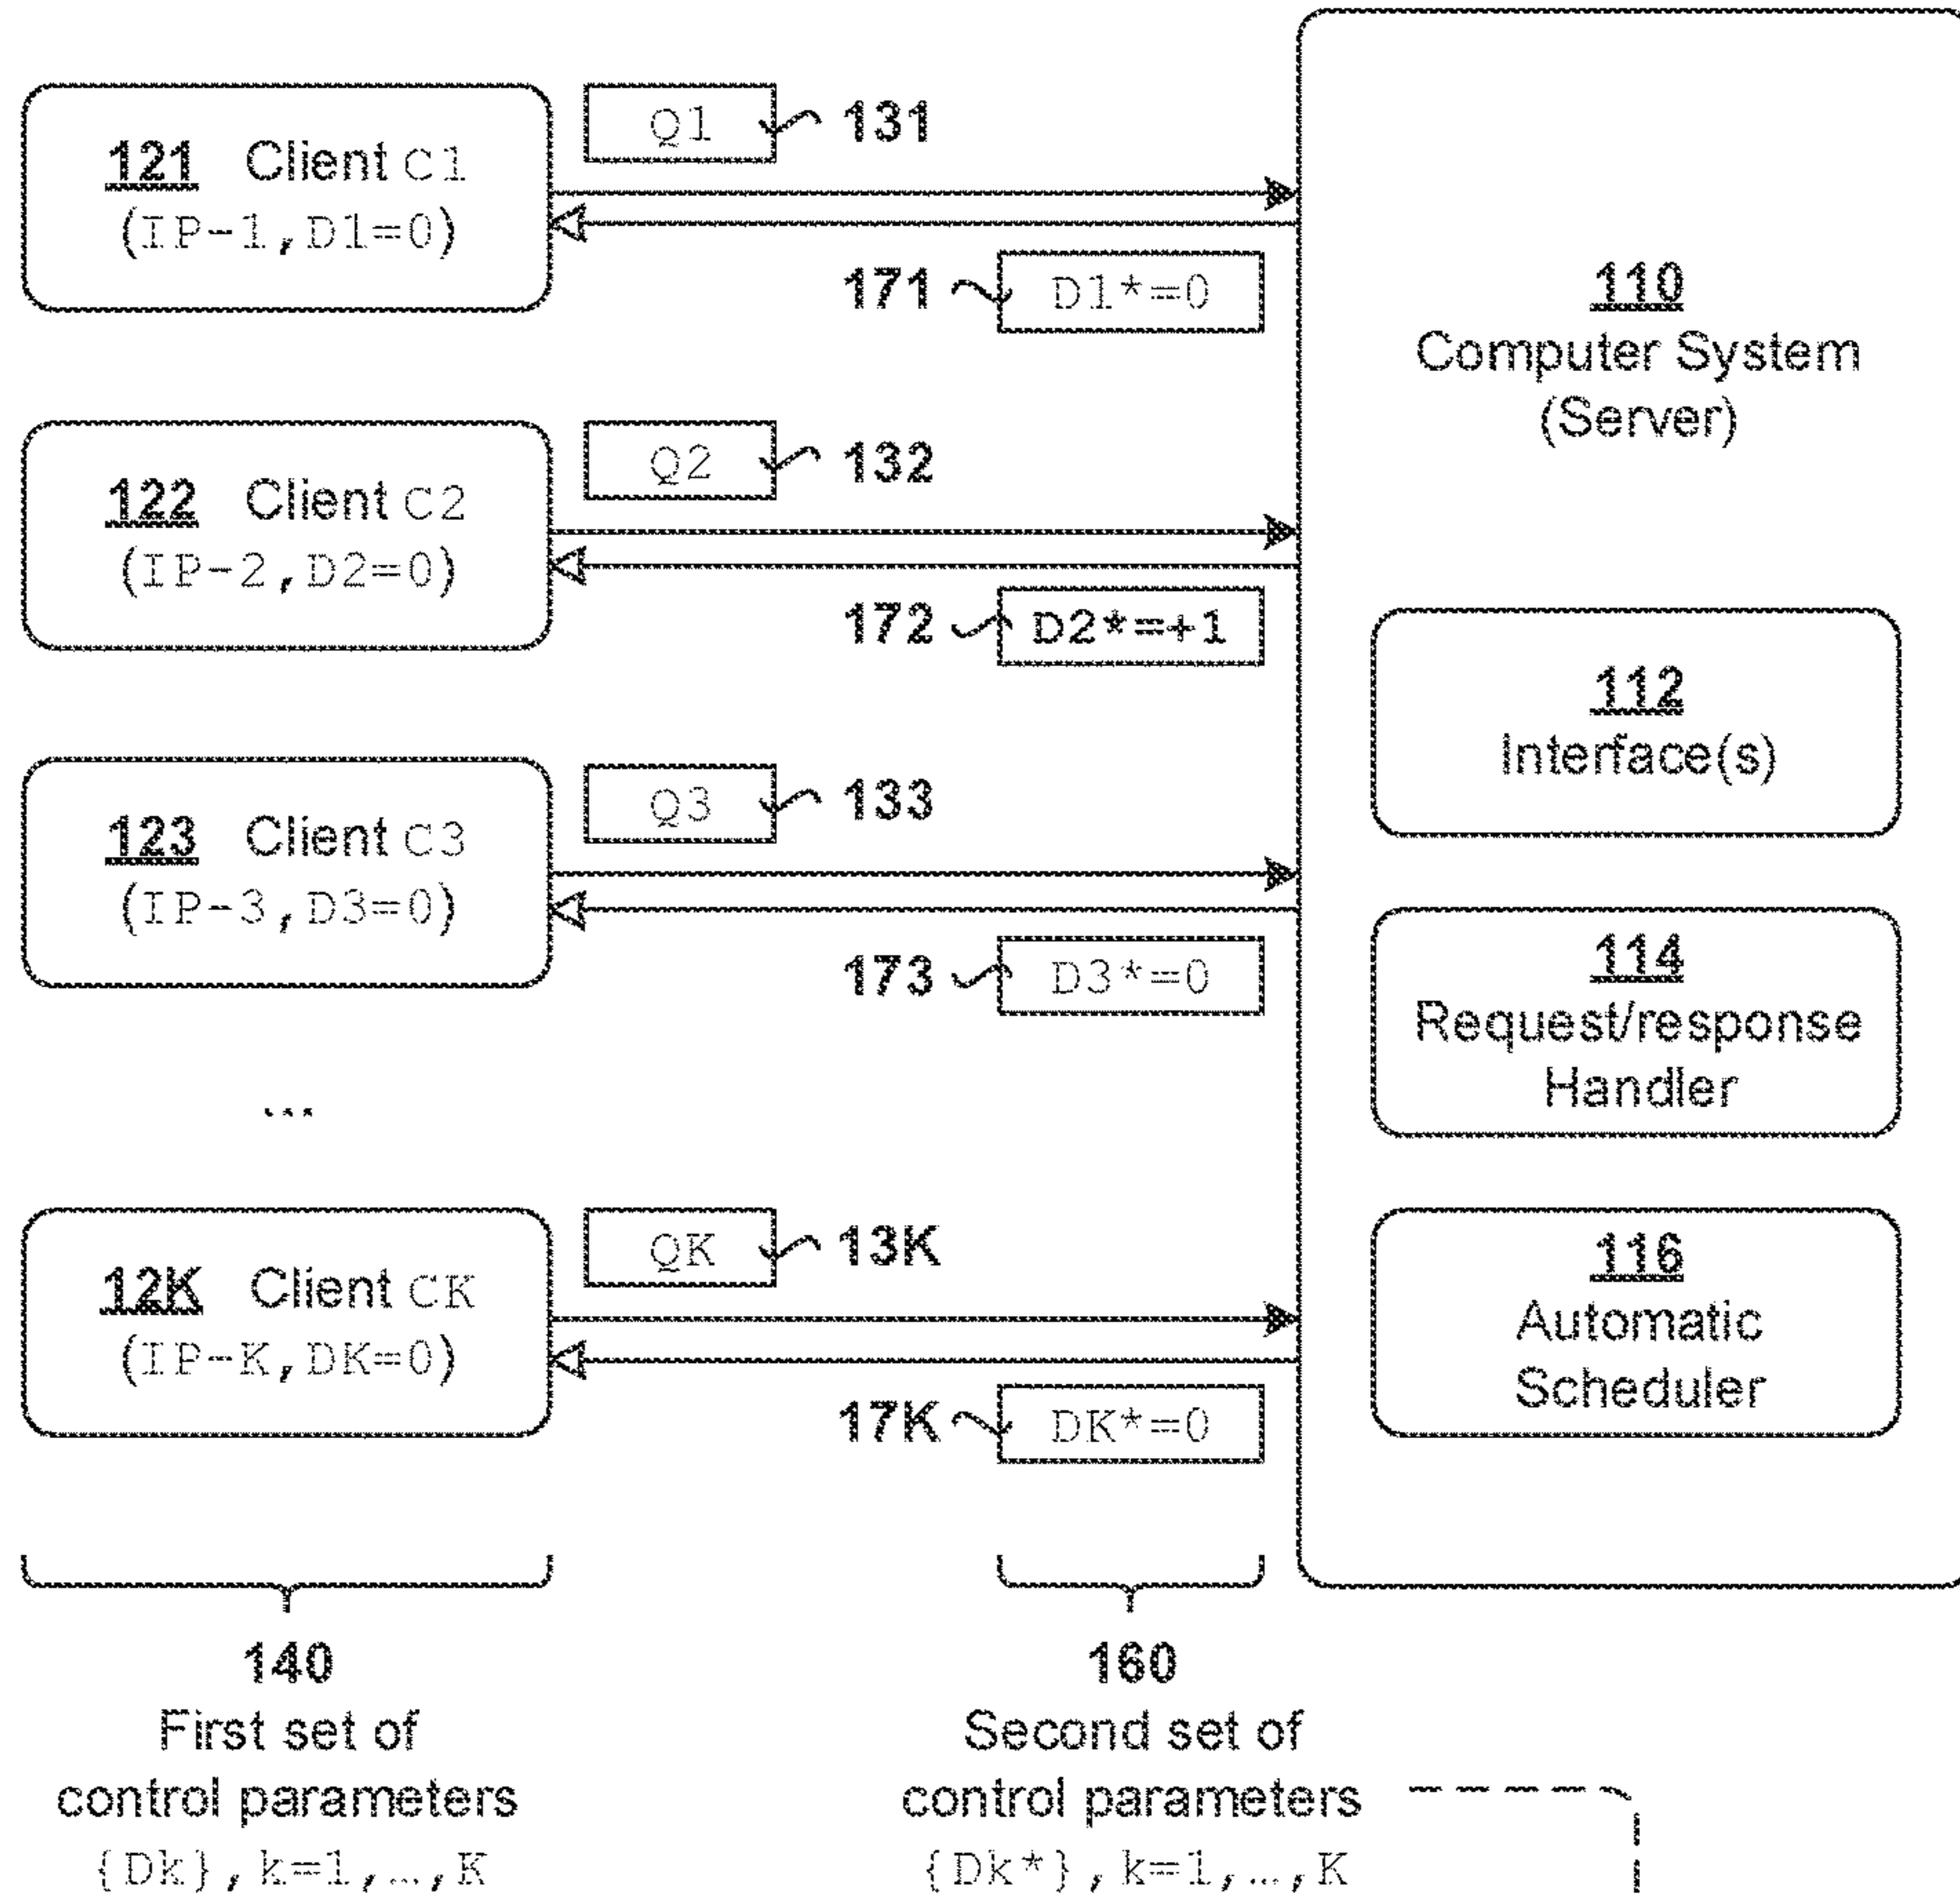 121 Client C1
(IP-1,D1=0)
Q1
131
171
D1*=0
122 Client C2
(IP-2,D2=0)
Q2
132
172
D2*=+1
123 Client C3
(IP-3,D3=0)
Q3
133
173
D3*=0
...
12K Client CK
(IP-K,DK=0)
QK
13K
17K
DK*=0
110
Computer System
(Server)
112
Interface(s)
114
Request/response
Handler
116
Automatic
Scheduler
140
First set of
control parameters
{Dk},k=1,…,K
160
Second set of
control parameters
{Dk*},k=1,…,K